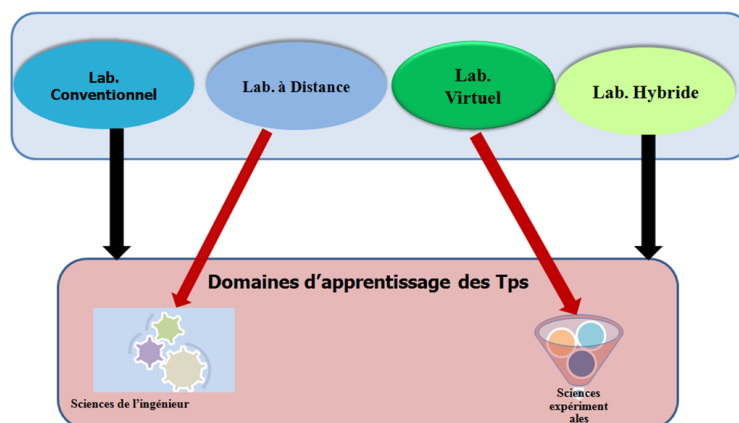 Lab.
Conventionnel
Lab. à Distance
Lab.
Virtuel
Lab. Hybride
Domaines d’apprentissage des Tps
Sciences de l’ingénieur
Sciences
expériment
ales